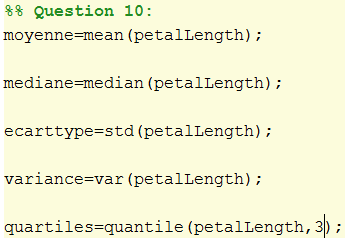 %% Question 10:
moyenne=mean(petalLength);
mediane=median(petalLength);
ecarttype=std(petalLength);
variance=var(petalLength);
quartiles=quantile(petalLength,3);